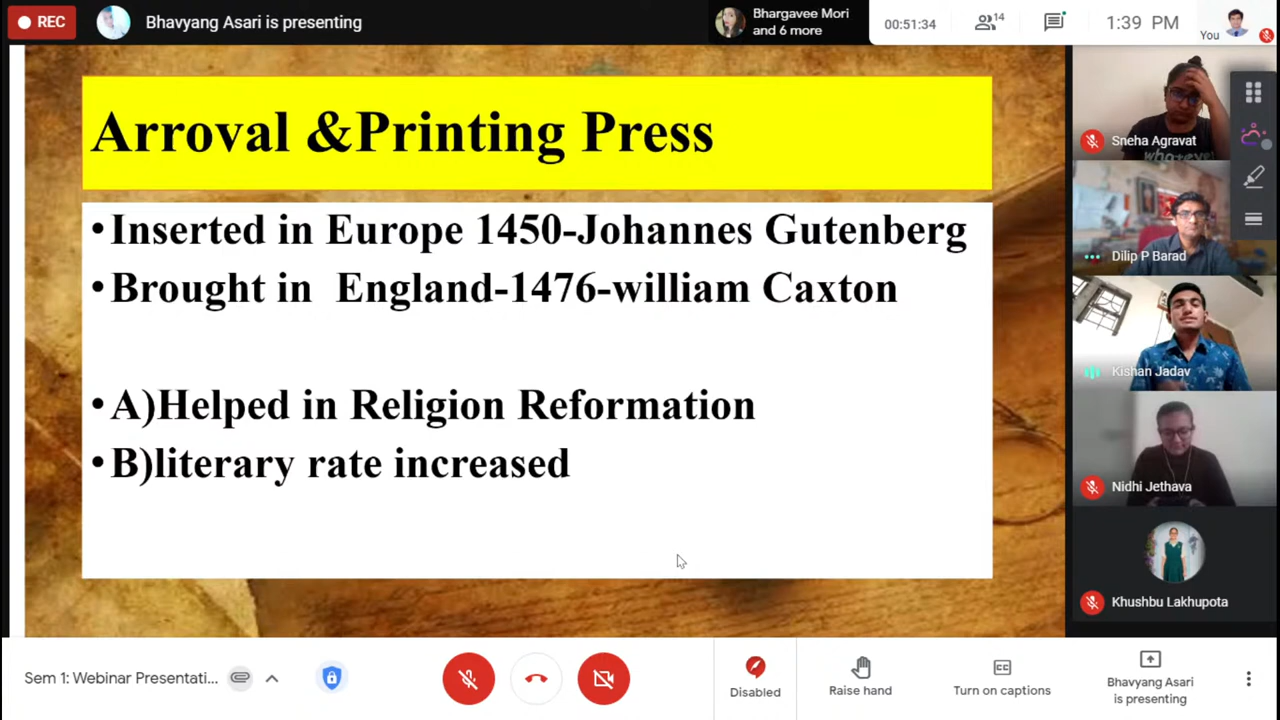 REC
Bhavyang Asari is presenting
Bhargavee Mori
and 6 more
00:51:34
14
1:39 PM
You
Arroval &Printing Press
•Inserted in Europe 1450-Johannes Gutenberg
•Brought in England-1476-william Caxton
•A)Helped in Religion Reformation
•B)literary rate increased
Sneha Agravat
whatever
Dilip P Barad
Kishan Jadav
Nidhi Jethava
Khushbu Lakhupota
Sem 1: Webinar Presentati...
Disabled
Raise hand
CC
Turn on captions
Bhavyang Asari
is presenting